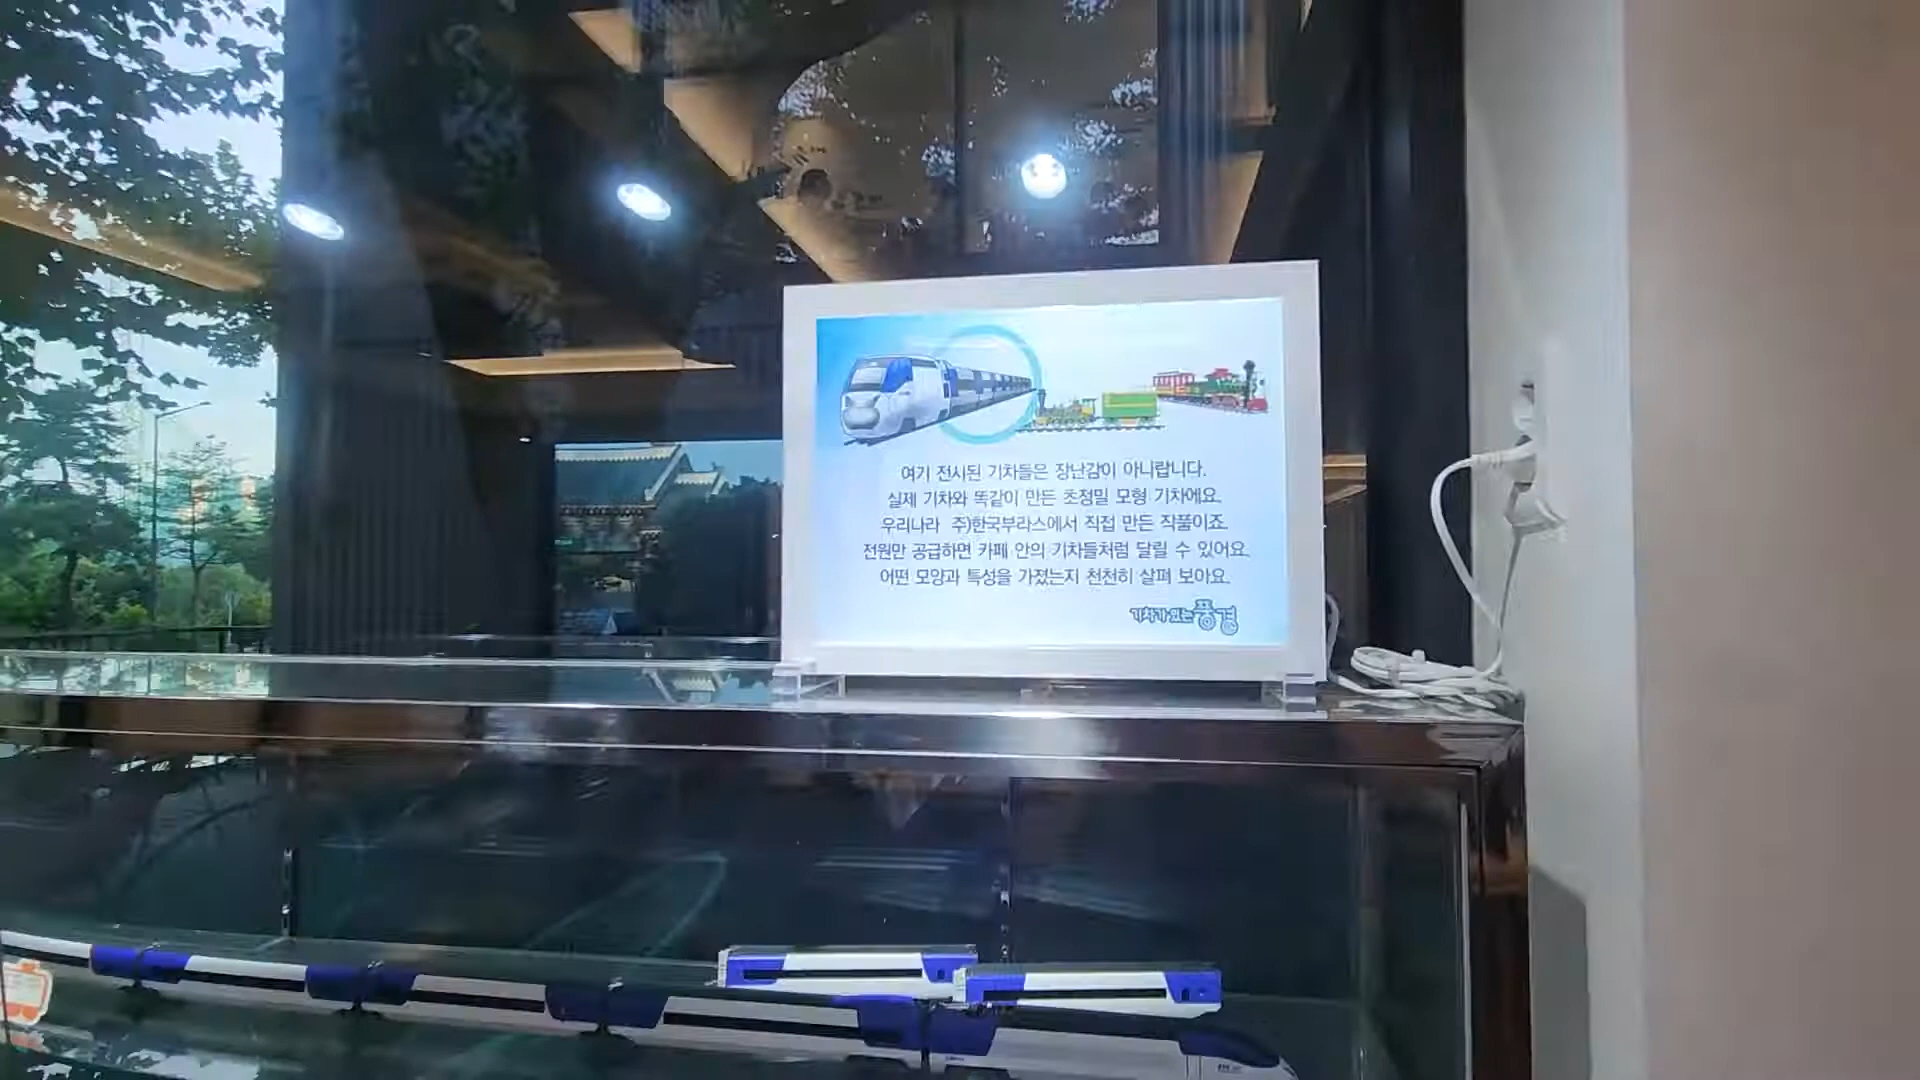 여기 전시된 기차들은 장난감이 아니랍니다.
실제 기차와 똑같이 만든 초정밀 모형 기차에요.
우리나라 주)한국부라스에서 직접 만든 작품이죠.
전원만 공급하면 카페 안의 기차들처럼 달릴 수 있어요.
어떤 모양과 특성을 가졌는지 천천히 살펴 보아요.
기차가 있는 풍경